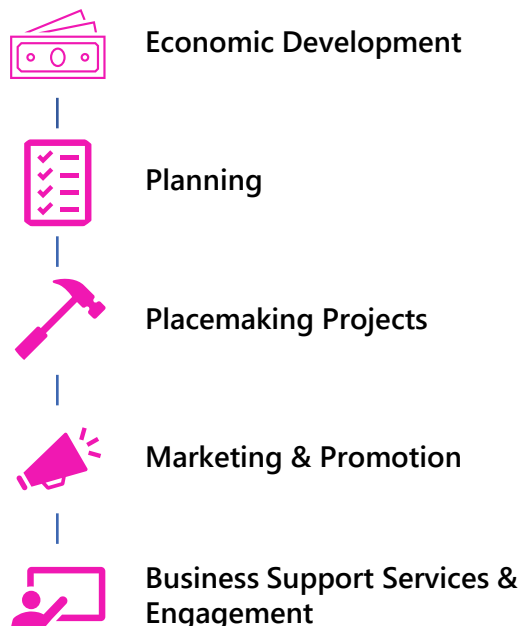 Economic Development
Planning
Placemaking Projects
Marketing & Promotion
Business Support Services &
Engagement